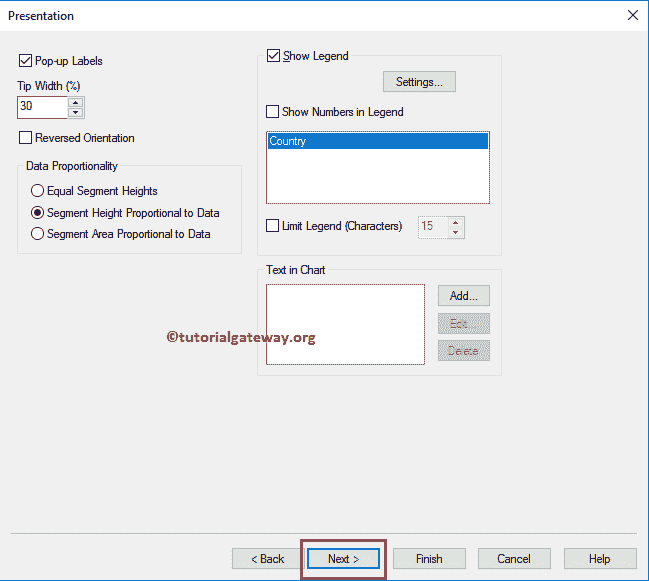 Presentation
Pop-up Labels
Tip Width (%)
30
Reversed Orientation
Data Proportionality
Equal Segment Heights
Segment Height Proportional to Data
Segment Area Proportional to Data
Show Legend
Settings...
Show Numbers in Legend
Country
Limit Legend (Characters)
15
Text in Chart
Add...
Edit...
Delete
©tutorialgateway.org
< Back
Next >
Finish
Cancel
Help